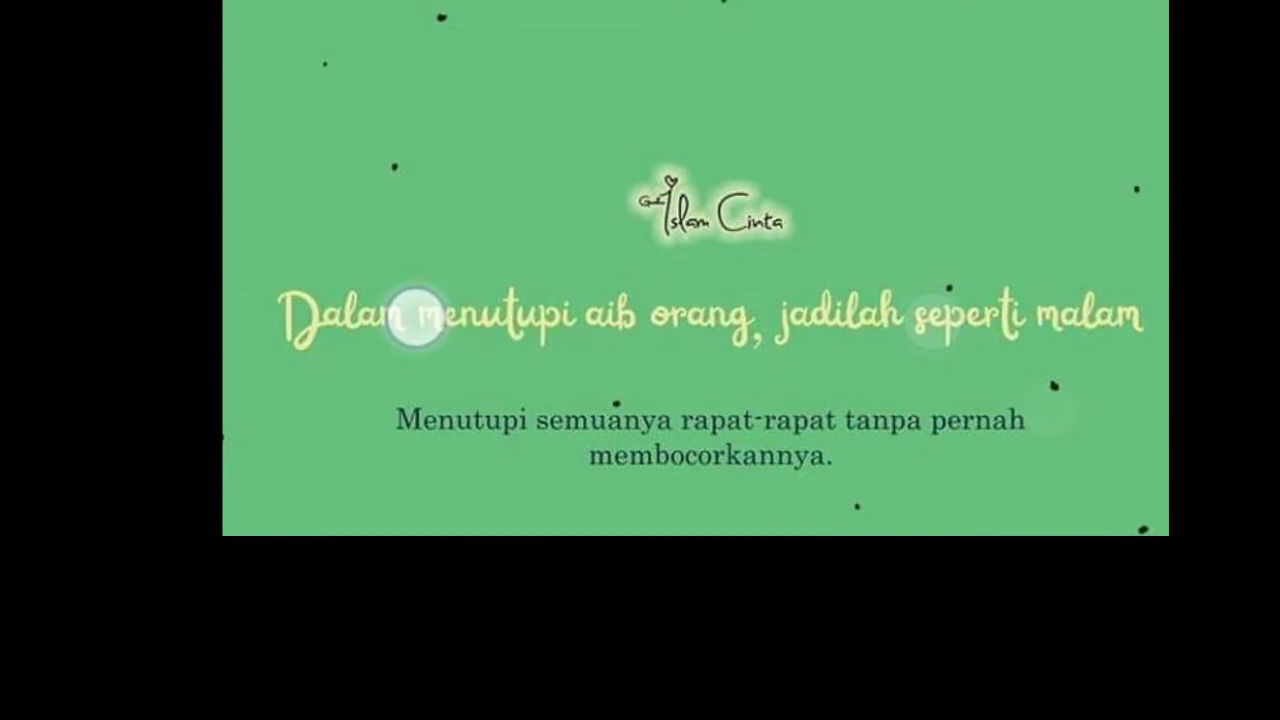 Islam Cinta
Dalam menutupi aib orang, jadilah seperti malam
Menutupi semuanya rapat-rapat tanpa pernah
membocorkannya.